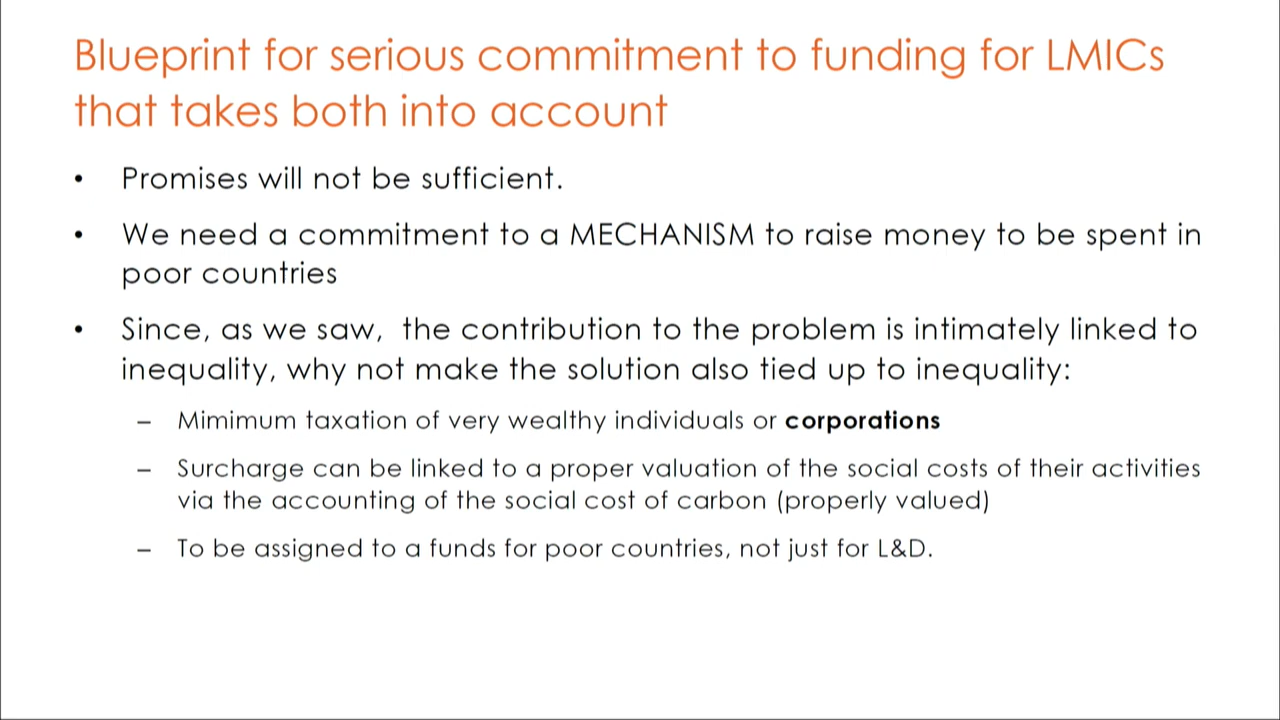 Blueprint for serious commitment to funding for LMICs
that takes both into account
• Promises will not be sufficient.
• We need a commitment to a MECHANISM to raise money to be spent in
poor countries
• Since, as we saw, the contribution to the problem is intimately linked to
inequality, why not make the solution also tied up to inequality:
– Mimimum taxation of very wealthy individuals or corporations
– Surcharge can be linked to a proper valuation of the social costs of their activities
via the accounting of the social cost of carbon (properly valued)
– To be assigned to a funds for poor countries, not just for L&D.